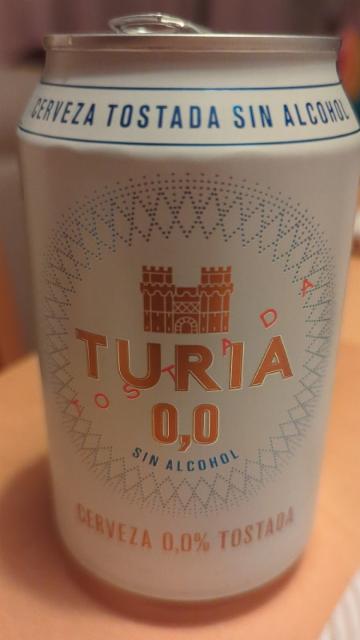 CERVEZA TOSTADA SIN ALCOHOL
TURIA
TOSTADA
0,0
SIN ALCOHOL
CERVEZA 0,0% TOSTADA